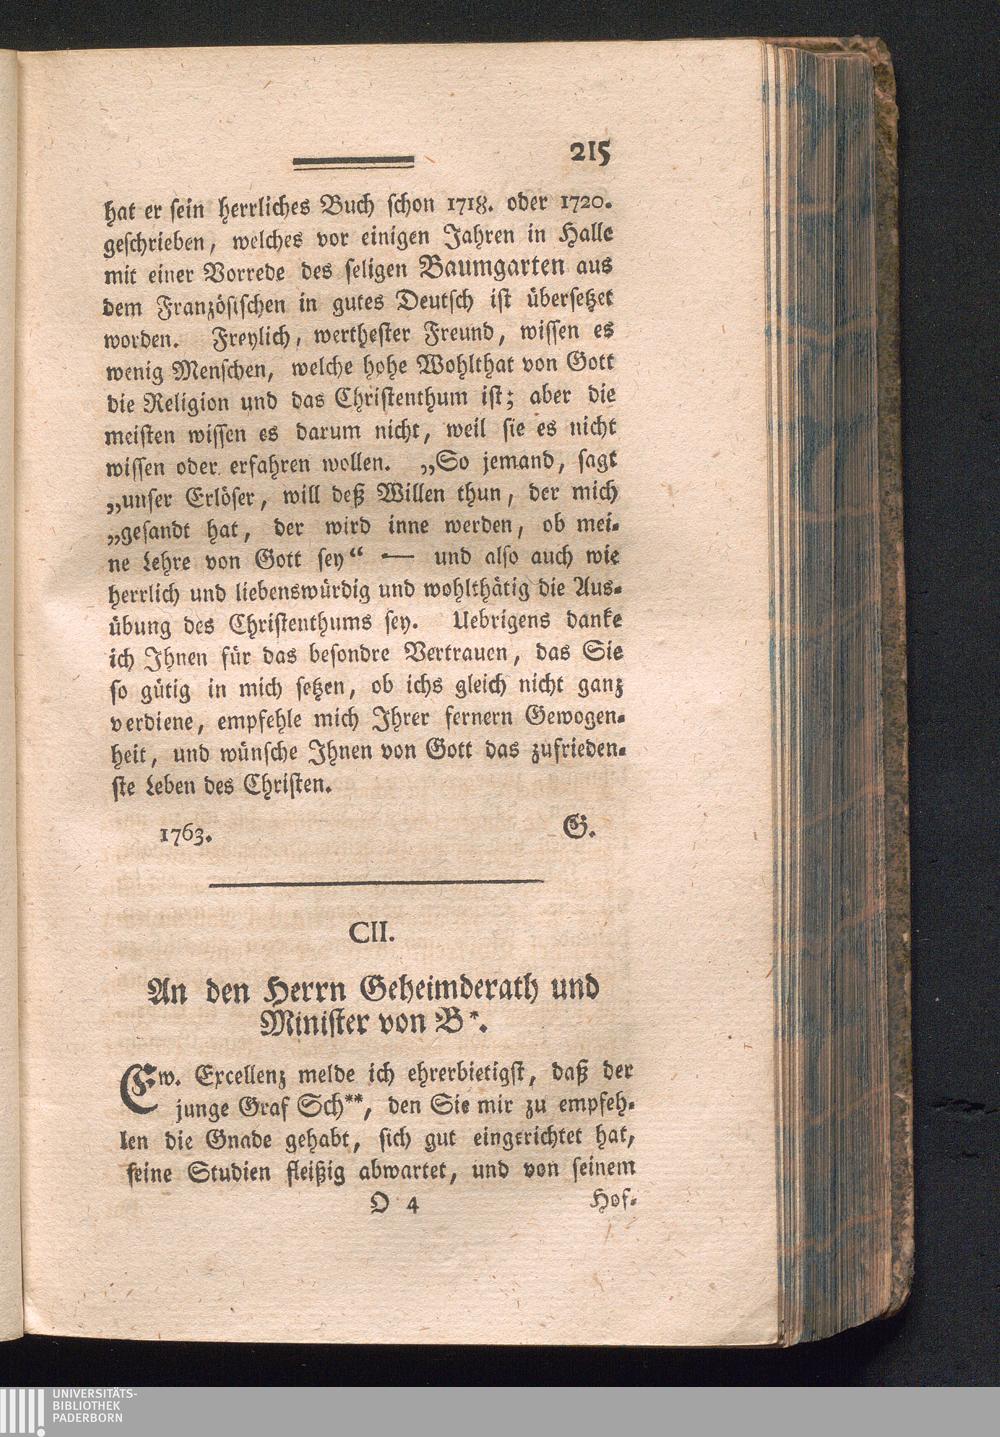 215
hat er sein herrliches Buch schon 1718. oder 1720.
geschrieben, welches vor einigen Jahren in Halle
mit einer Vorrede des seligen Baumgarten aus
dem Französischen in gutes Deutsch ist übersetzet
worden. Freylich, werthester Freund, wissen es
wenig Menschen, welche hohe Wohlthat von Gott
die Religion und das Christenthum ist; aber die
meisten wissen es darum nicht, weil sie es nicht
wissen oder erfahren wollen. „So jemand, sagt
„unser Erlöser, will deß Willen thun, der mich
„gesandt hat, der wird inne werden, ob mei-
ne Lehre von Gott sey“ — und also auch wie
herrlich und liebenswürdig und wohlthätig die Aus-
übung des Christenthums sey. Uebrigens danke
ich Ihnen für das besondre Vertrauen, das Sie
so gütig in mich setzen, ob ichs gleich nicht ganz
verdiene, empfehle mich Ihrer fernern Gewogen-
heit, und wünsche Ihnen von Gott das zufrieden-
ste Leben des Christen.
1763. G.
CII.
An den Herrn Geheimderath und
Minister von B*.
Ew. Excellenz melde ich ehrerbietigst, daß der
junge Graf Sch**, den Sie mir zu empfeh-
len die Gnade gehabt, sich gut eingerichtet hat,
seine Studien fleißig abwartet, und von seinem
O 4 Hof-
UNIVERSITÄTS-
BIBLIOTHEK
PADERBORN